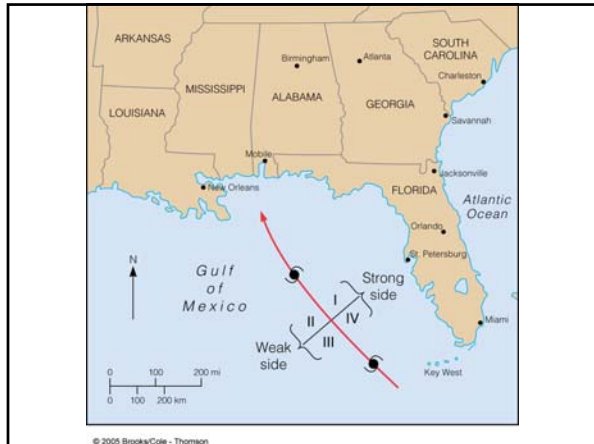 ARKANSAS
SOUTH
CAROLINA
Birmingham
Atlanta
Charleston
MISSISSIPPI
ALABAMA
GEORGIA
LOUISIANA
Savannah
Mobile
Jacksonville
New Orleans
FLORIDA
Atlantic
Ocean
Orlando
N
St. Petersburg
Gulf
of
Mexico
Strong
side
I
II
IV
III
Weak
side
Miami
Key West
0 100 200 mi
0 100 200 km
© 2005 Brooks/Cole - Thomson